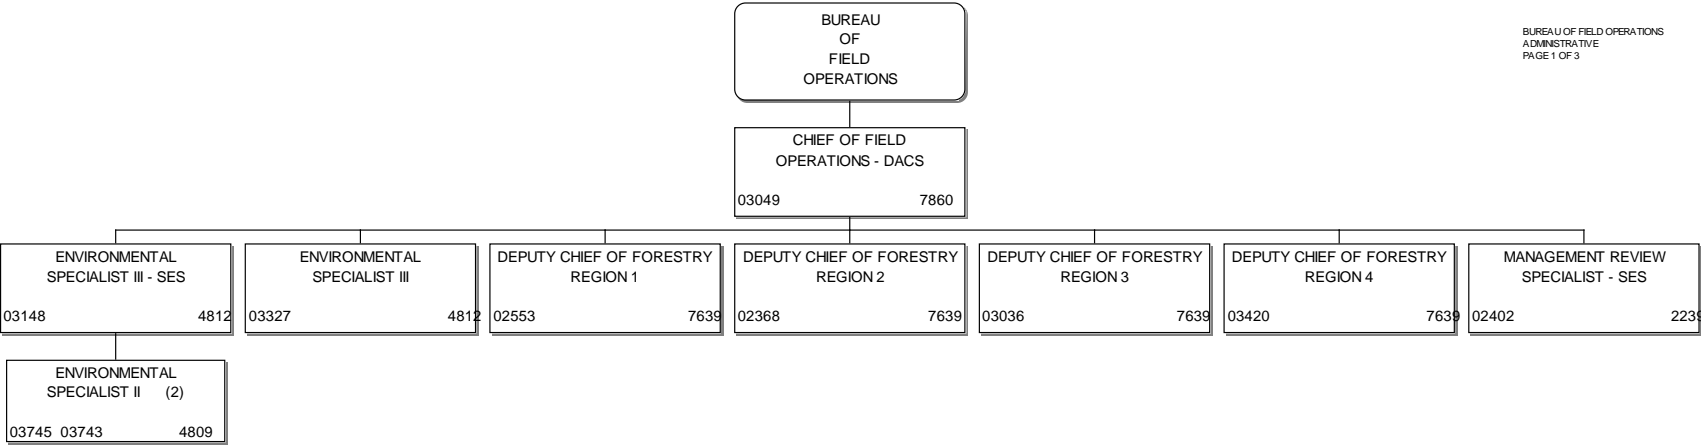 BUREAU
OF
FIELD
OPERATIONS
BUREAU OF FIELD OPERATIONS
ADMINISTRATIVE
PAGE 1 OF 3
CHIEF OF FIELD
OPERATIONS - DACS
03049 7860
ENVIRONMENTAL
SPECIALIST III - SES
03148 4812
ENVIRONMENTAL
SPECIALIST III
03327 4812
DEPUTY CHIEF OF FORESTRY
REGION 1
02553 7639
DEPUTY CHIEF OF FORESTRY
REGION 2
02368 7639
DEPUTY CHIEF OF FORESTRY
REGION 3
03036 7639
DEPUTY CHIEF OF FORESTRY
REGION 4
03420 7639
MANAGEMENT REVIEW
SPECIALIST - SES
02402 2239
ENVIRONMENTAL
SPECIALIST II (2)
03745 03743 4809